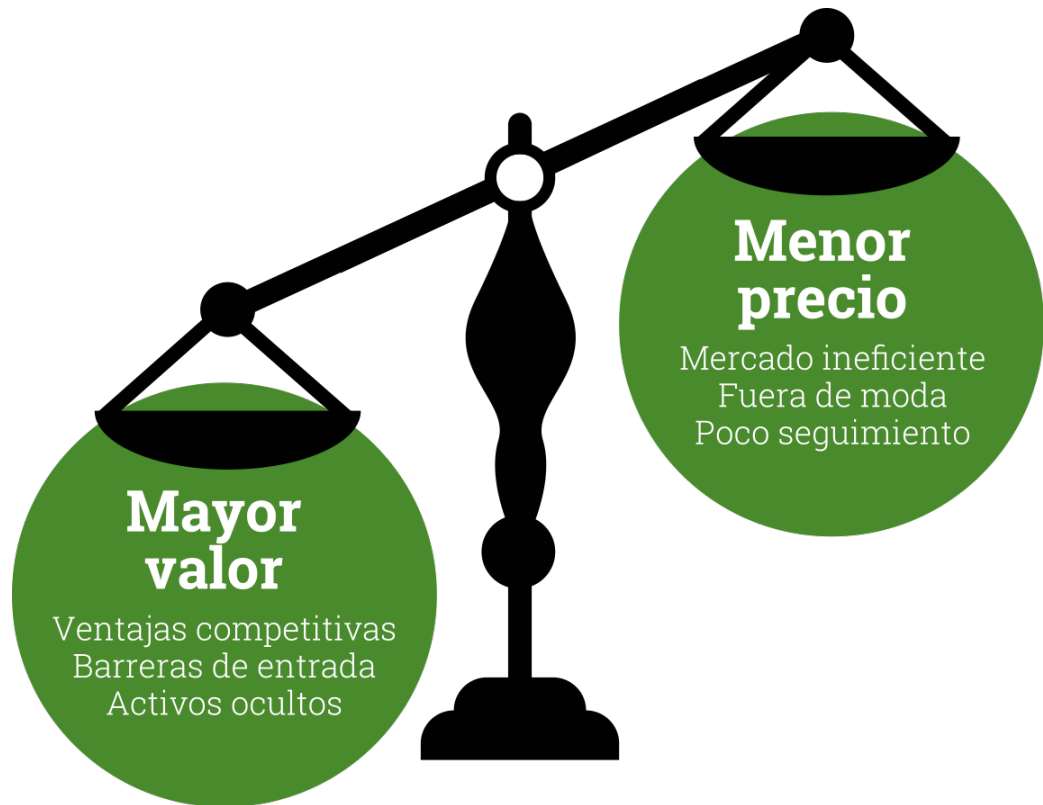 Mayor
valor
Ventajas competitivas
Barreras de entrada
Activos ocultos
Menor
precio
Mercado ineficiente
Fuera de moda
Poco seguimiento